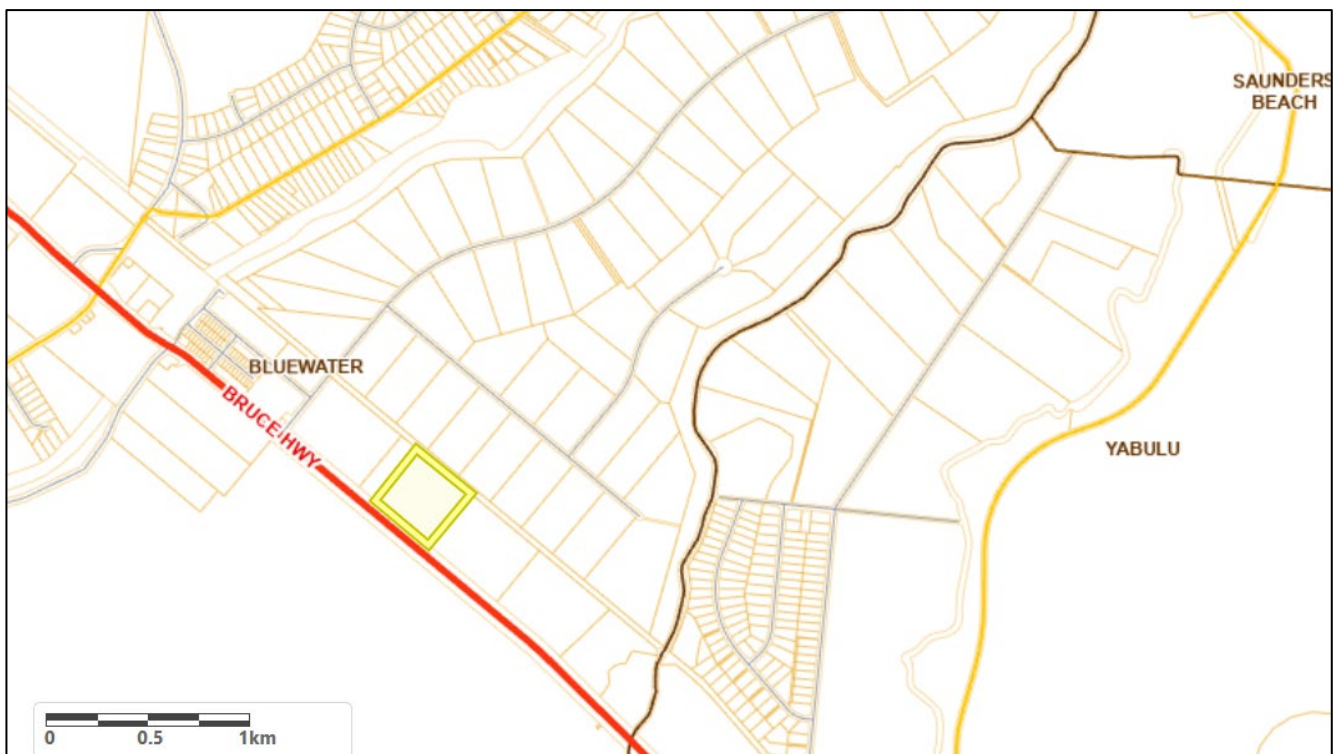 SAUNDERS
BEACH
BLUEWATER
BRUCE HWY
YABULU
0 0.5 1km